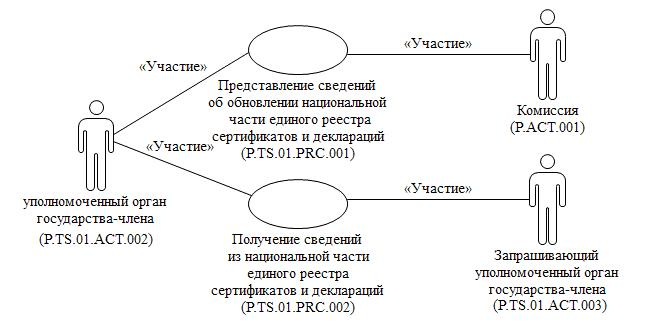 «Участие»
«Участие»
Представление сведений
об обновлении национальной
части единого реестра
сертификатов и деклараций
(P.TS.01.PRC.001)
Комиссия
(P.ACT.001)
«Участие»
«Участие»
уполномоченный орган
государства-члена
(P.TS.01.ACT.002)
Получение сведений
из национальной части
единого реестра
сертификатов и деклараций
(P.TS.01.PRC.002)
Запрашивающий
уполномоченный орган
государства-члена
(P.TS.01.ACT.003)